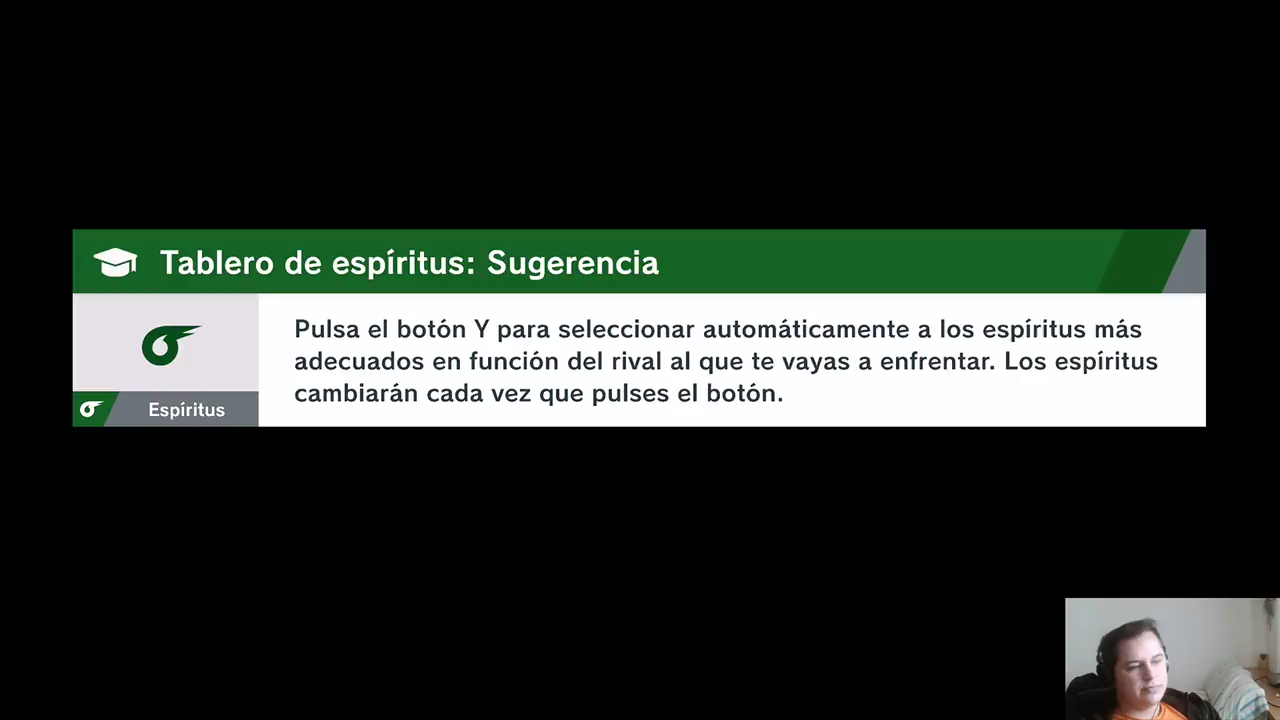 Tablero de espíritus: Sugerencia
Pulsa el botón Y para seleccionar automáticamente a los espíritus más
adecuados en función del rival al que te vayas a enfrentar. Los espíritus
cambiarán cada vez que pulses el botón.
Espíritus